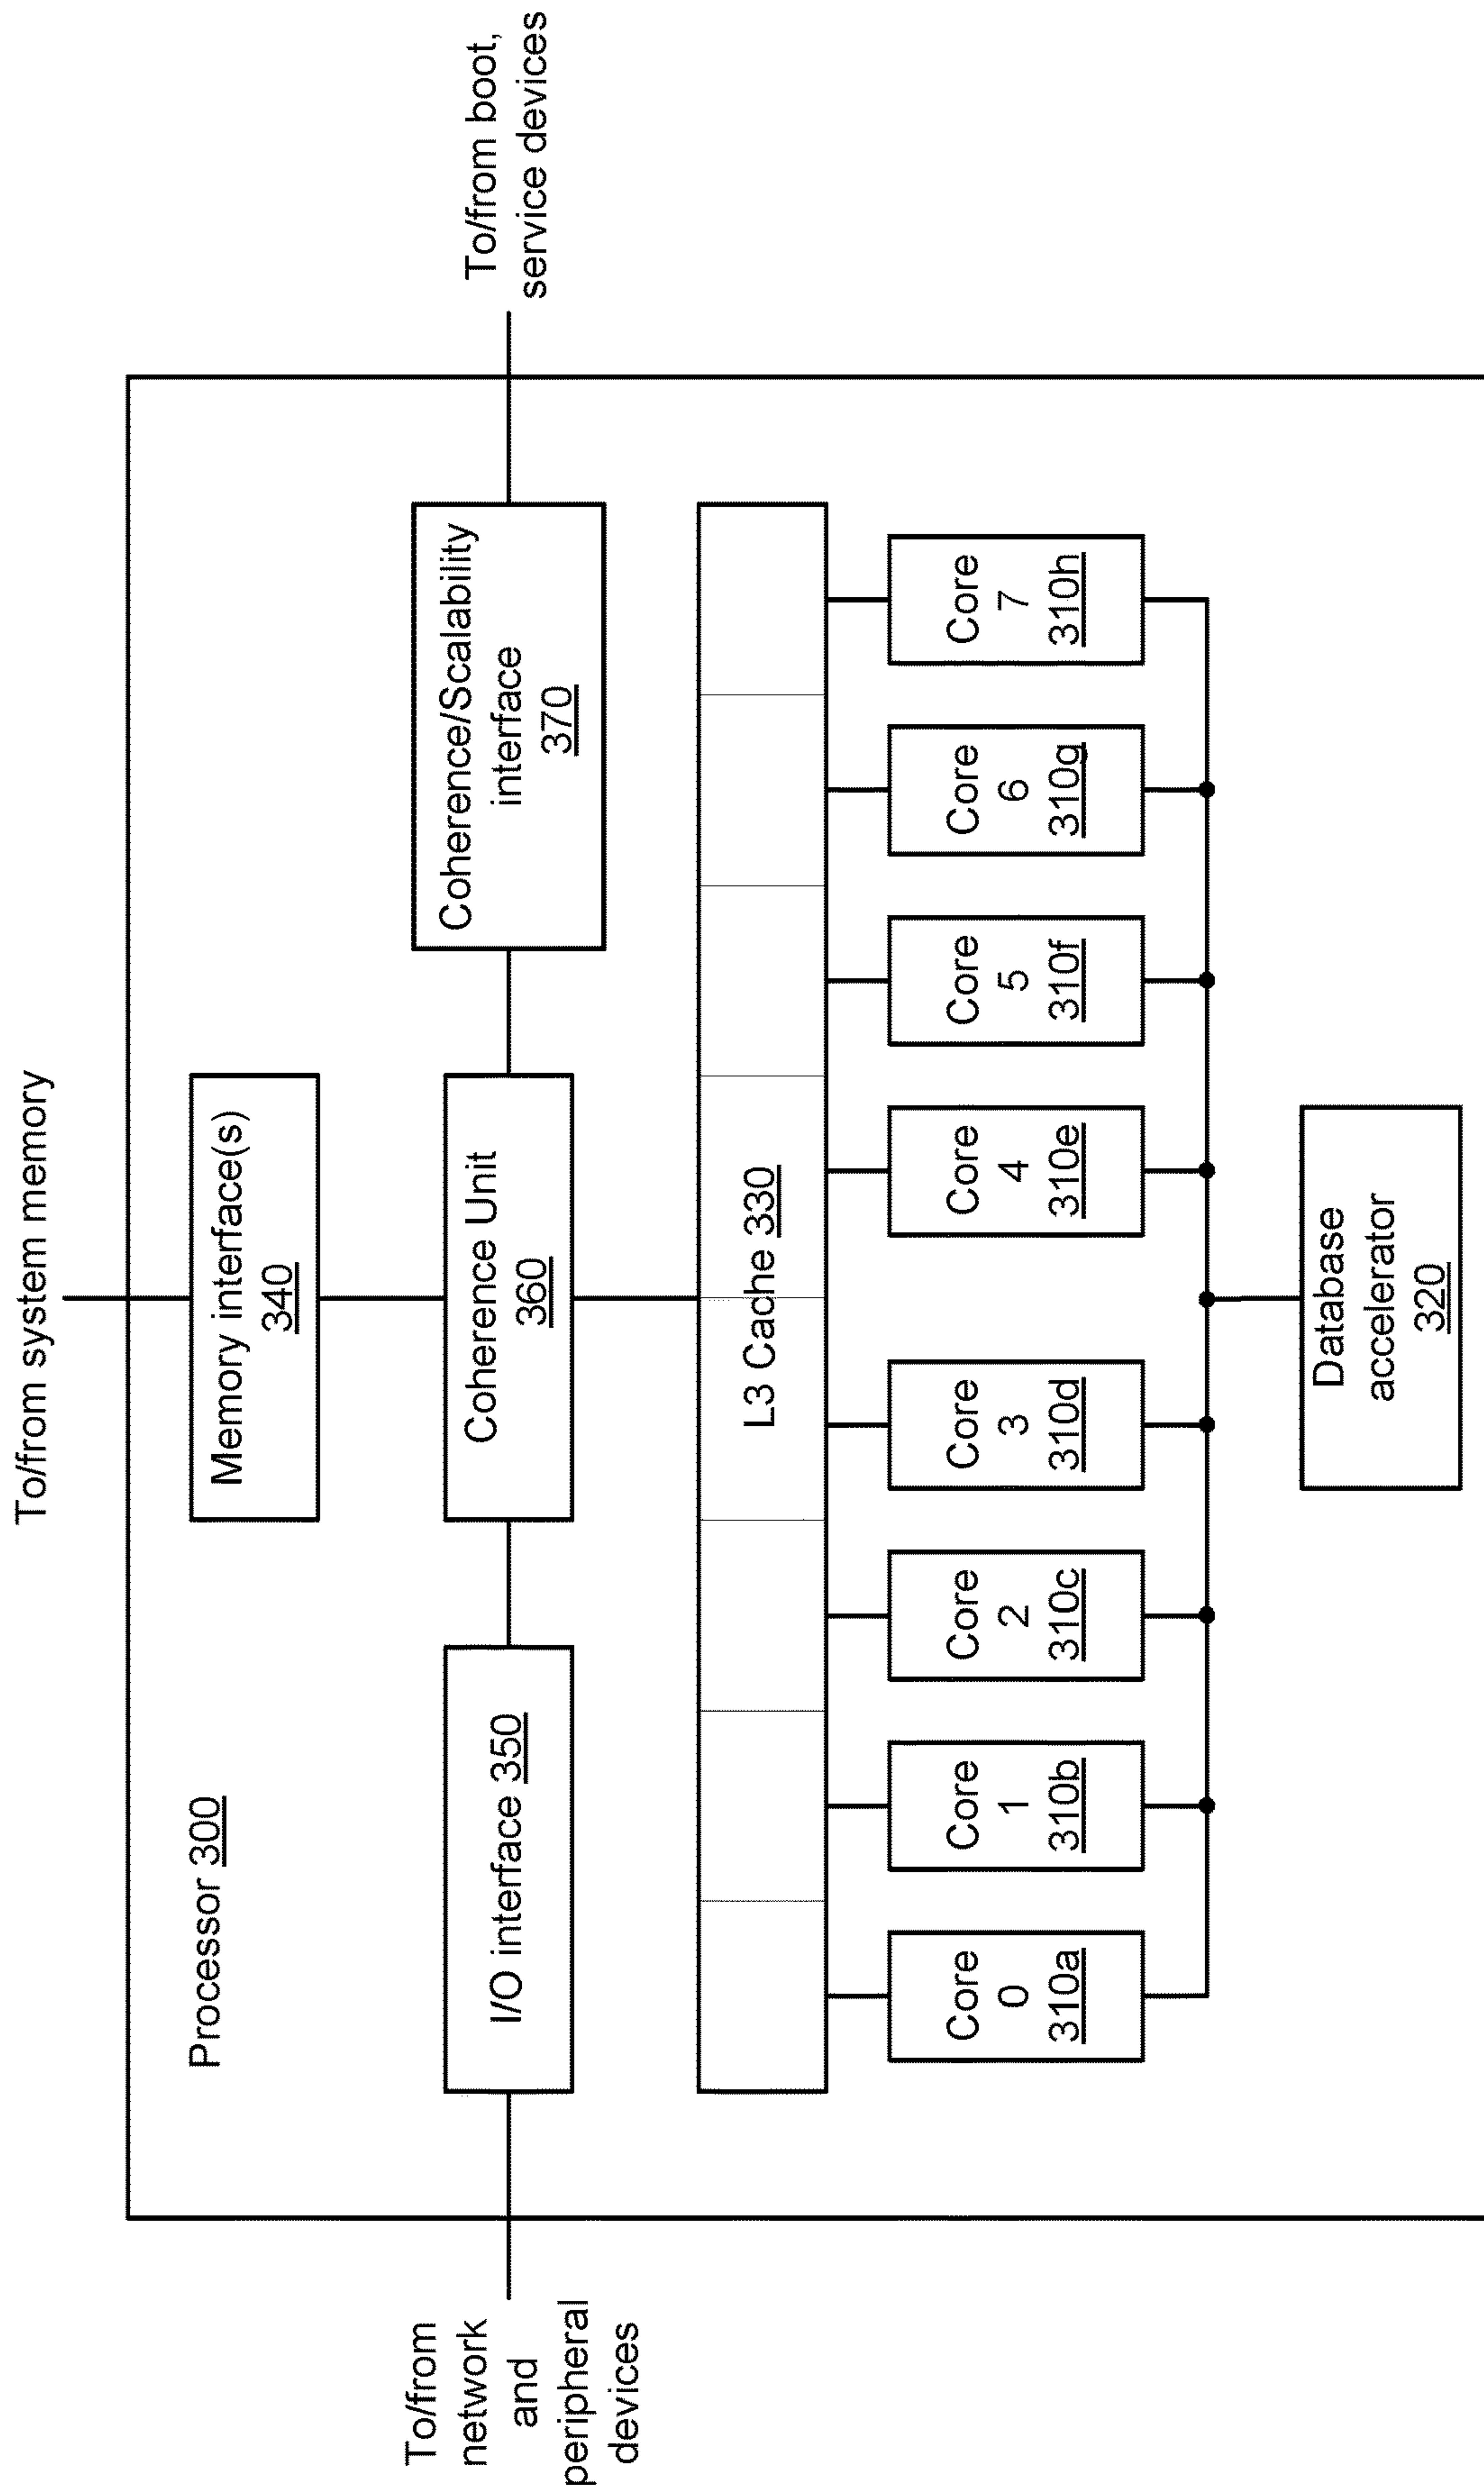 To/from system memory
Processor 300
Memory interface(s)
340
To/from
network
and
peripheral
devices
I/O interface 350
Coherence Unit
360
Coherence/Scalability
interface
370
To/from boot,
service devices
L3 Cache 330
Core
0
310a
Core
1
310b
Core
2
310c
Core
3
310d
Core
4
310e
Core
5
310f
Core
6
310g
Core
7
310h
Database
accelerator
320